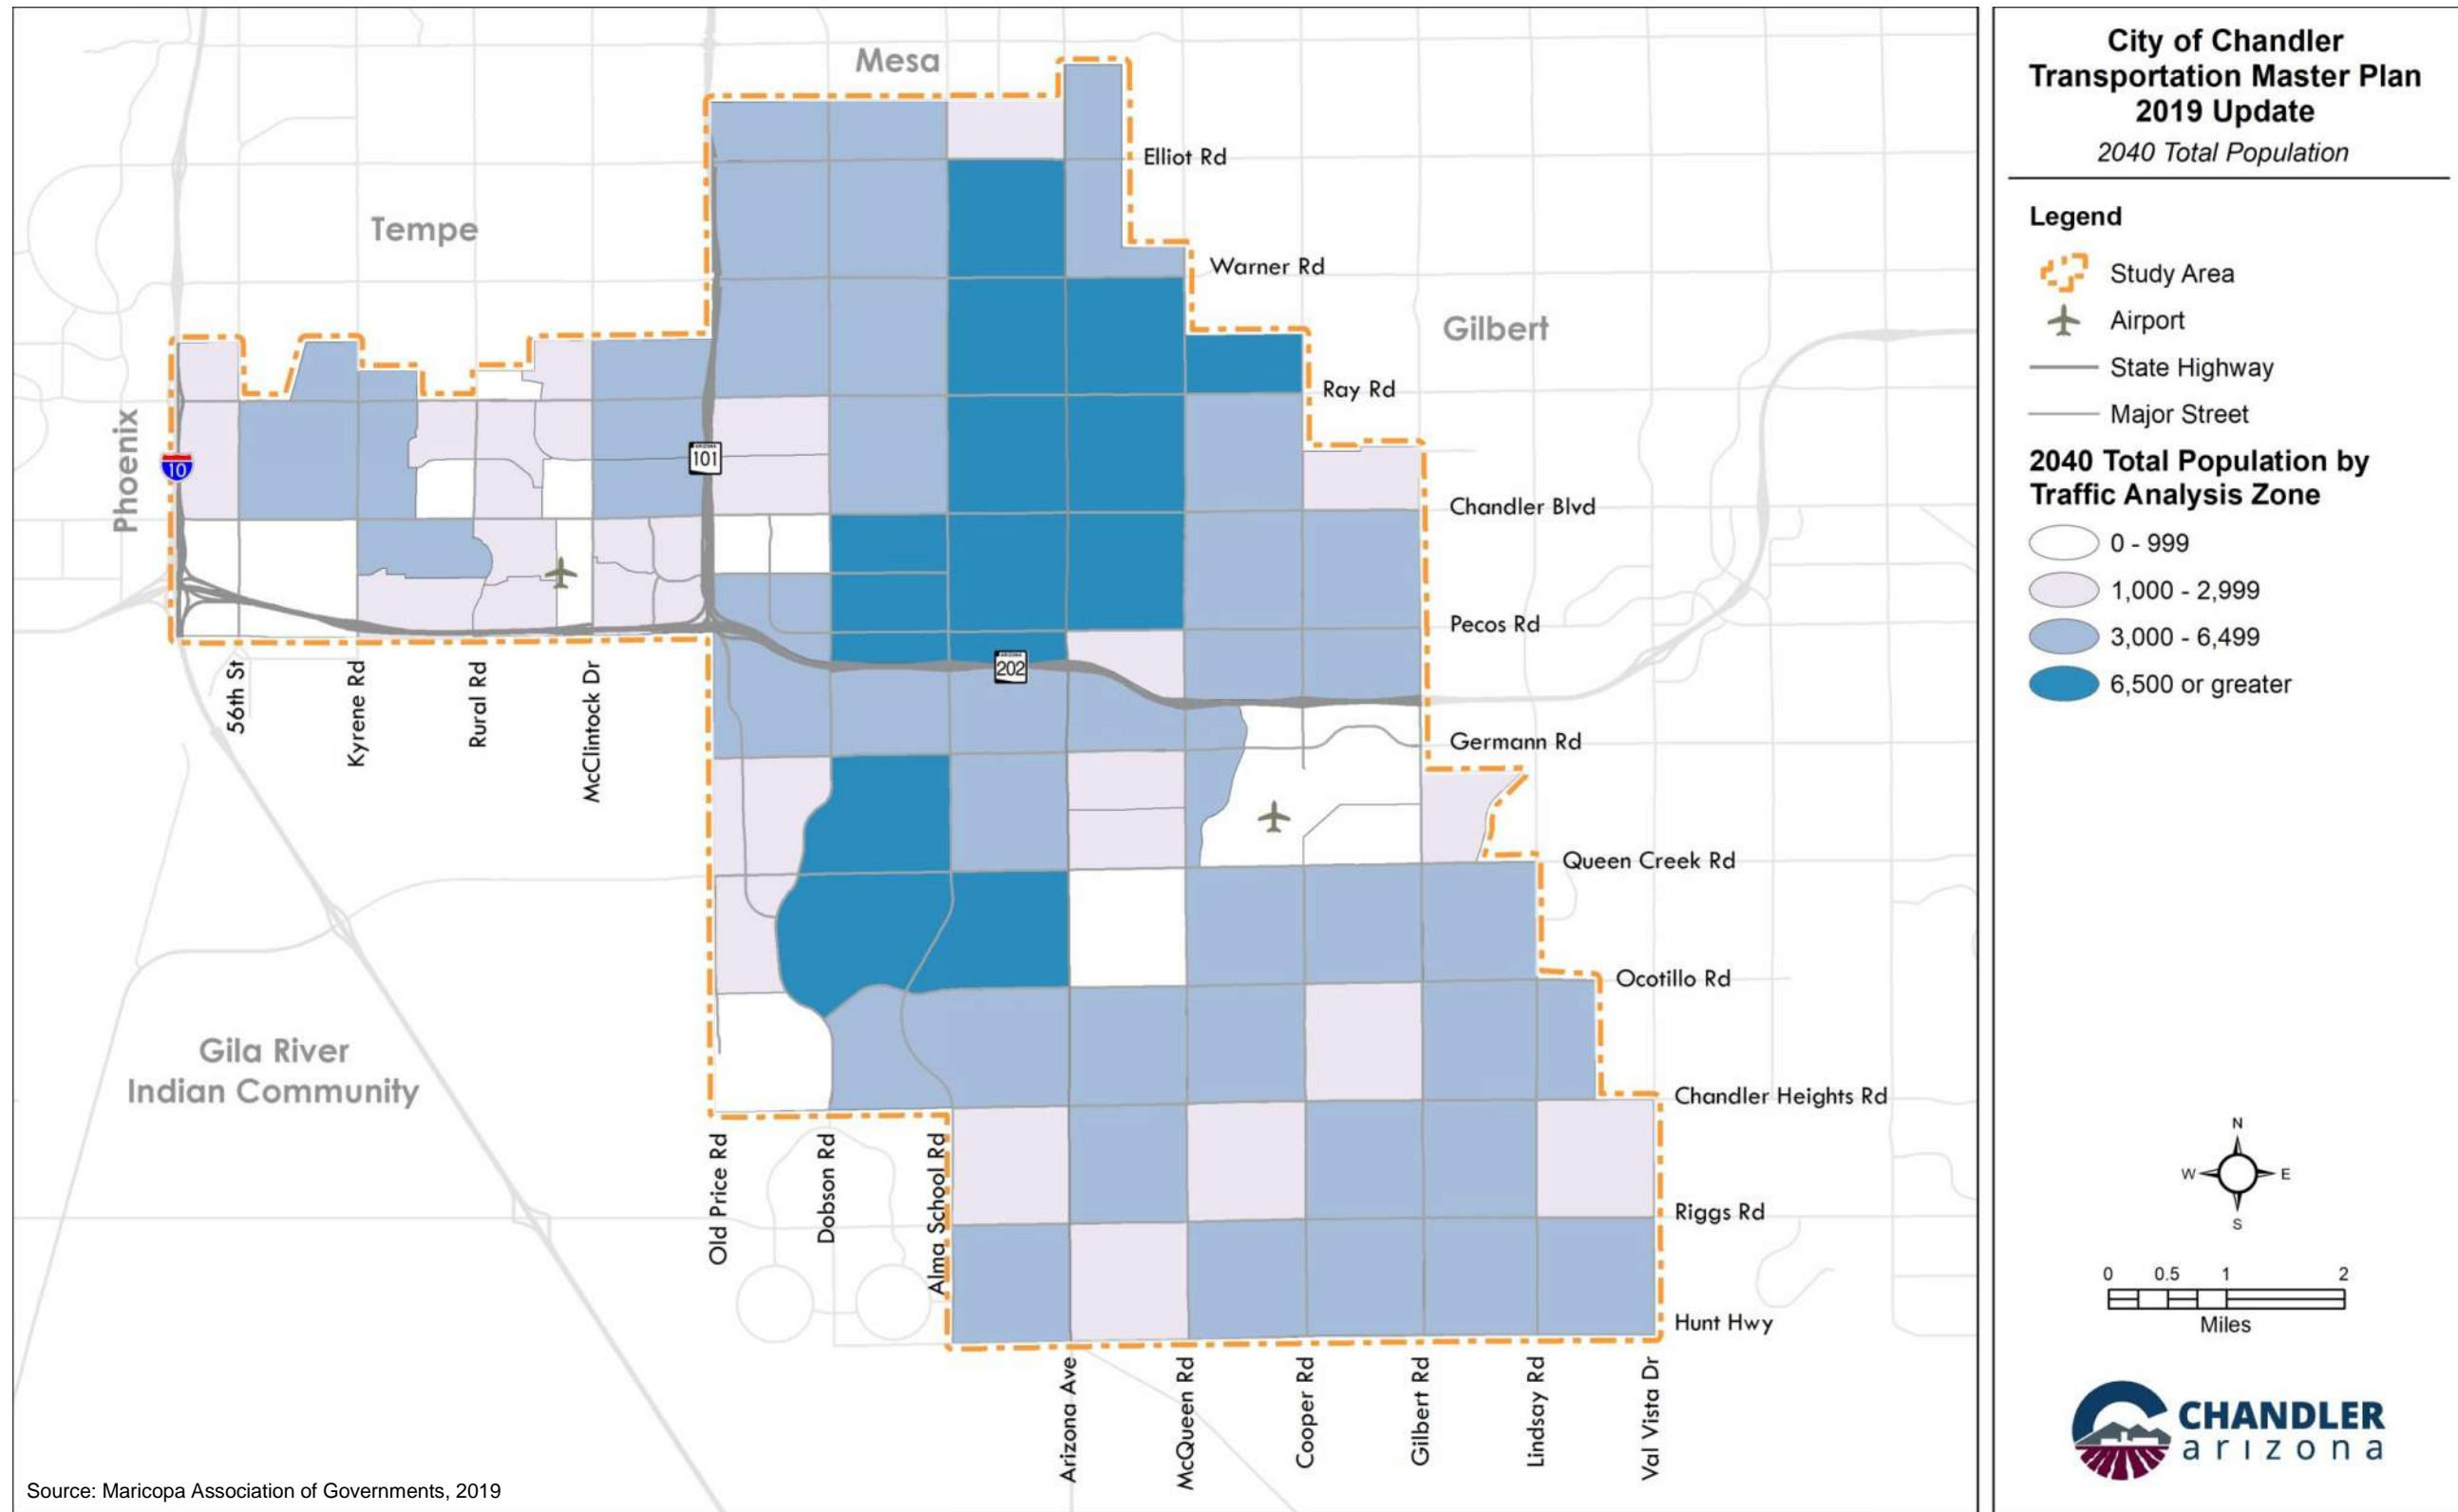 Mesa
Elliot Rd
Tempe
Warner Rd
Gilbert
Ray Rd
Phoenix
10
ARIZONA
101
Chandler Blvd
Pecos Rd
ARIZONA
202
56th St
Kyrene Rd
Rural Rd
McClintock Dr
Germann Rd
Queen Creek Rd
Ocotillo Rd
Gila River
Indian Community
Chandler Heights Rd
Old Price Rd
Dobson Rd
Alma School Rd
Riggs Rd
Hunt Hwy
Arizona Ave
McQueen Rd
Cooper Rd
Gilbert Rd
Lindsay Rd
Val Vista Dr
Source: Maricopa Association of Governments, 2019
City of Chandler
Transportation Master Plan
2019 Update
2040 Total Population
Legend
Study Area
Airport
State Highway
Major Street
2040 Total Population by
Traffic Analysis Zone
0 - 999
1,000 - 2,999
3,000 - 6,499
6,500 or greater
N
W E
S
0 0.5 1 2
Miles
CHANDLER
arizona